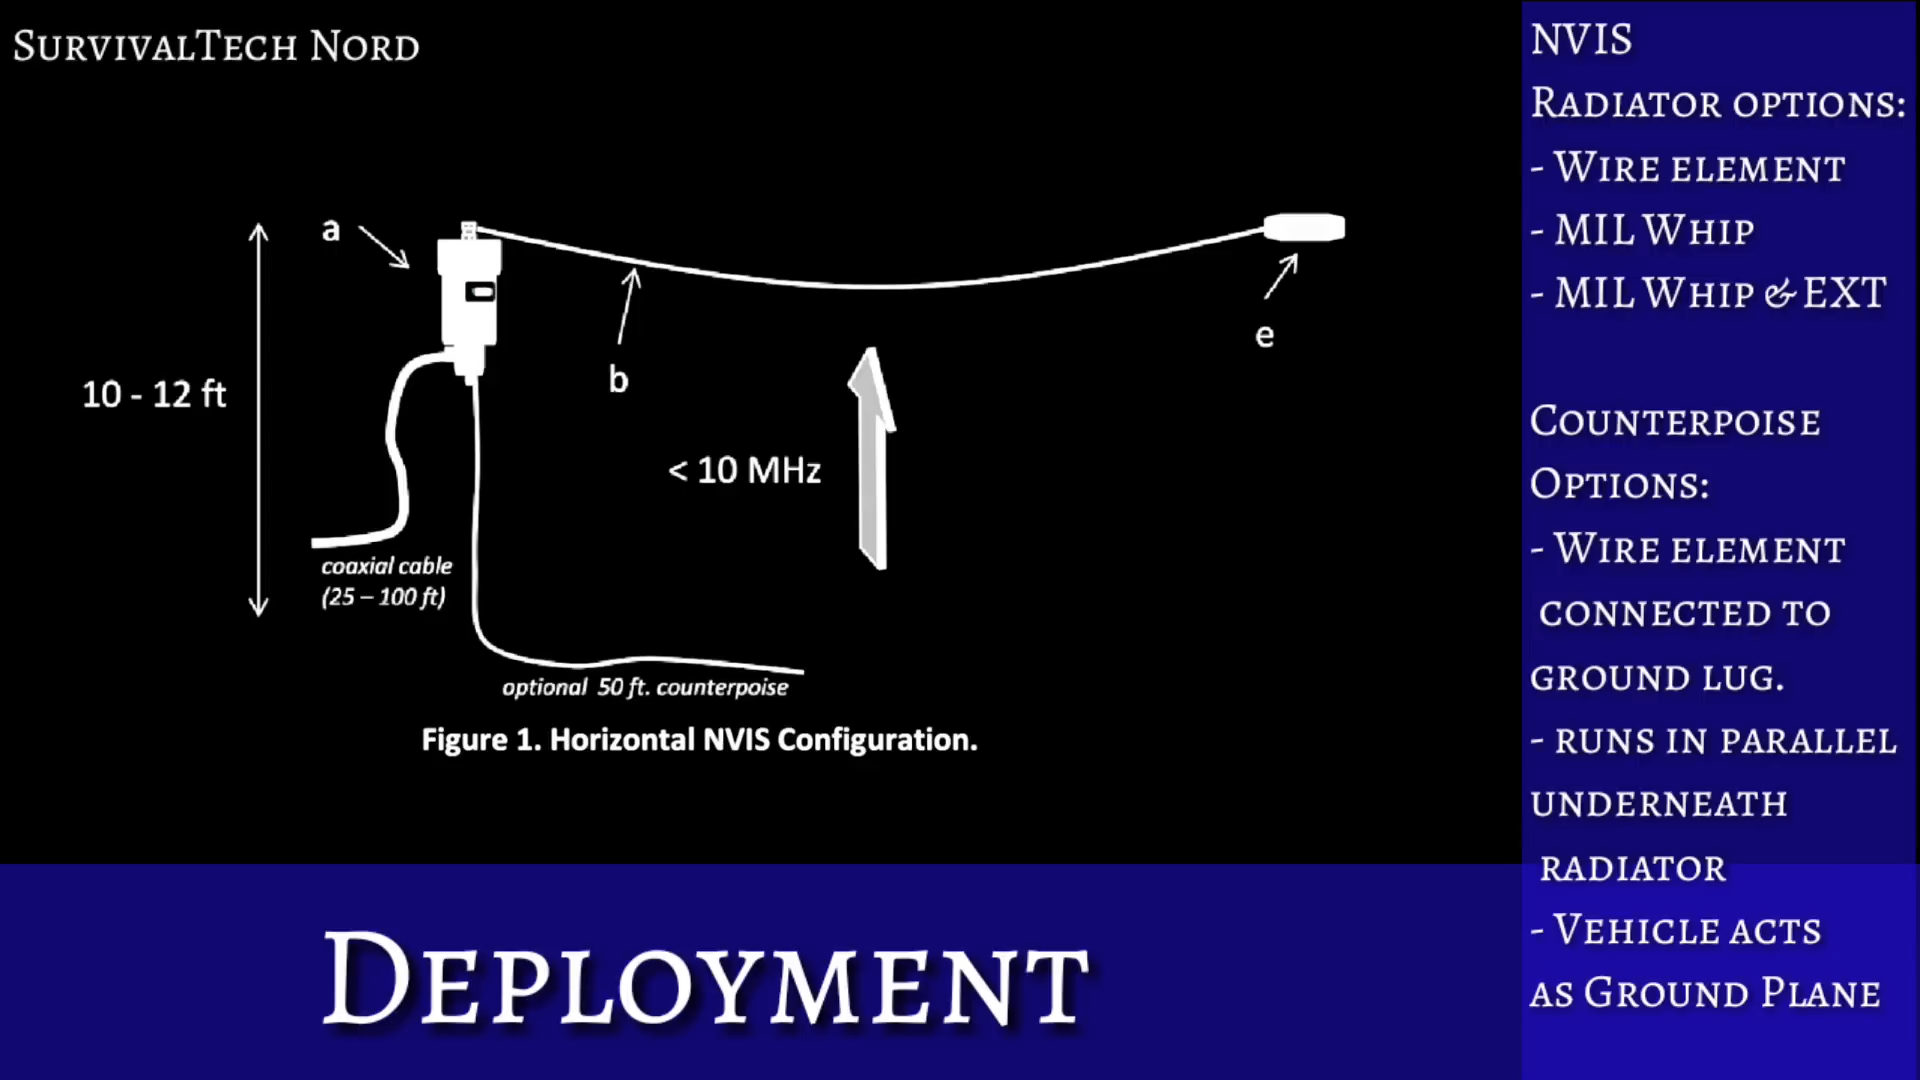 SurvivalTech Nord
a
b
e
10 - 12 ft
< 10 MHz
coaxial cable
(25 – 100 ft)
optional 50 ft. counterpoise
Figure 1. Horizontal NVIS Configuration.
Deployment
NVIS
Radiator options:
- Wire element
- MIL Whip
- MIL Whip & EXT
Counterpoise
Options:
- Wire element
connected to
ground lug.
- runs in parallel
underneath
radiator
- Vehicle acts
as Ground Plane